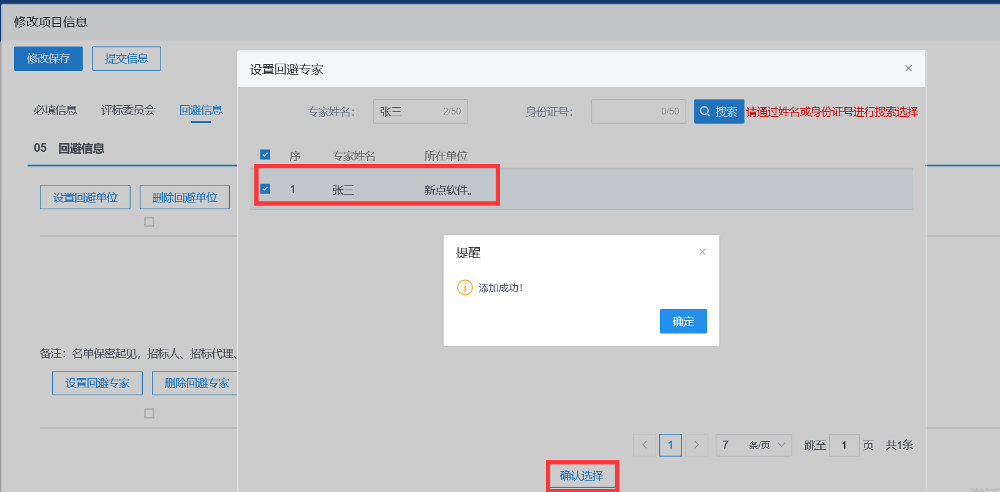 修改项目信息
修改保存 提交信息
设置回避专家
必填信息 评标委员会 回避信息
专家姓名： 张三 2/50 身份证号： 0/50 搜索 请通过姓名或身份证号进行搜索选择
05 回避信息
序 专家姓名 所在单位
1 张三 新点软件。
设置回避单位 删除回避单位
提醒
添加成功！
确定
备注：名单保密起见，招标人、招标代理、
设置回避专家 删除回避专家
1 7 条/页 跳至 1 页 共1条
确认选择